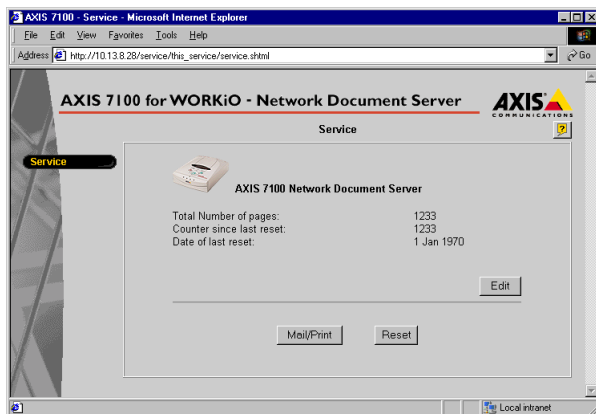 AXIS 7100 - Service - Microsoft Internet Explorer
File Edit View Favorites Tools Help
Address http://10.13.8.28/service/this_service/service.shtml Go
AXIS 7100 for WORKiO - Network Document Server
AXIS
COMMUNICATIONS
Service
?
Service
AXIS 7100 Network Document Server
Total Number of pages: 1233
Counter since last reset: 1233
Date of last reset: 1 Jan 1970
Edit
Mail/Print Reset
Local intranet